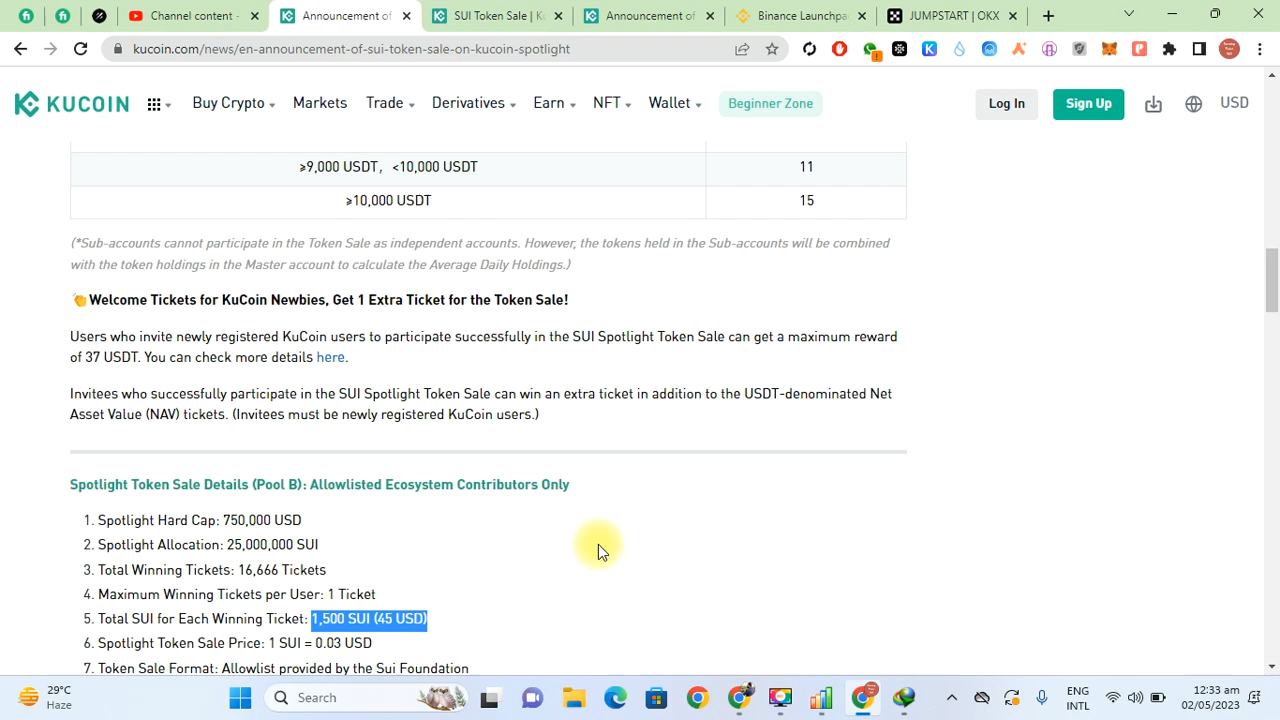 Channel content -
Announcement of
SUI Token Sale | Ku
Announcement of
Binance Launchpa
JUMPSTART | OKX
kucoin.com/news/en-announcement-of-sui-token-sale-on-kucoin-spotlight
KUCOIN Buy Crypto Markets Trade Derivatives Earn NFT Wallet Beginner Zone Log In Sign Up USD
≥9,000 USDT，<10,000 USDT 11
≥10,000 USDT 15
(*Sub-accounts cannot participate in the Token Sale as independent accounts. However, the tokens held in the Sub-accounts will be combined
with the token holdings in the Master account to calculate the Average Daily Holdings.)
👏Welcome Tickets for KuCoin Newbies, Get 1 Extra Ticket for the Token Sale!
Users who invite newly registered KuCoin users to participate successfully in the SUI Spotlight Token Sale can get a maximum reward
of 37 USDT. You can check more details here.
Invitees who successfully participate in the SUI Spotlight Token Sale can win an extra ticket in addition to the USDT-denominated Net
Asset Value (NAV) tickets. (Invitees must be newly registered KuCoin users.)
Spotlight Token Sale Details (Pool B): Allowlisted Ecosystem Contributors Only
1. Spotlight Hard Cap: 750,000 USD
2. Spotlight Allocation: 25,000,000 SUI
3. Total Winning Tickets: 16,666 Tickets
4. Maximum Winning Tickets per User: 1 Ticket
5. Total SUI for Each Winning Ticket: 1,500 SUI (45 USD)
6. Spotlight Token Sale Price: 1 SUI = 0.03 USD
7. Token Sale Format: Allowlist provided by the Sui Foundation
29°C
Haze
Search
ENG
INTL
12:33 am
02/05/2023